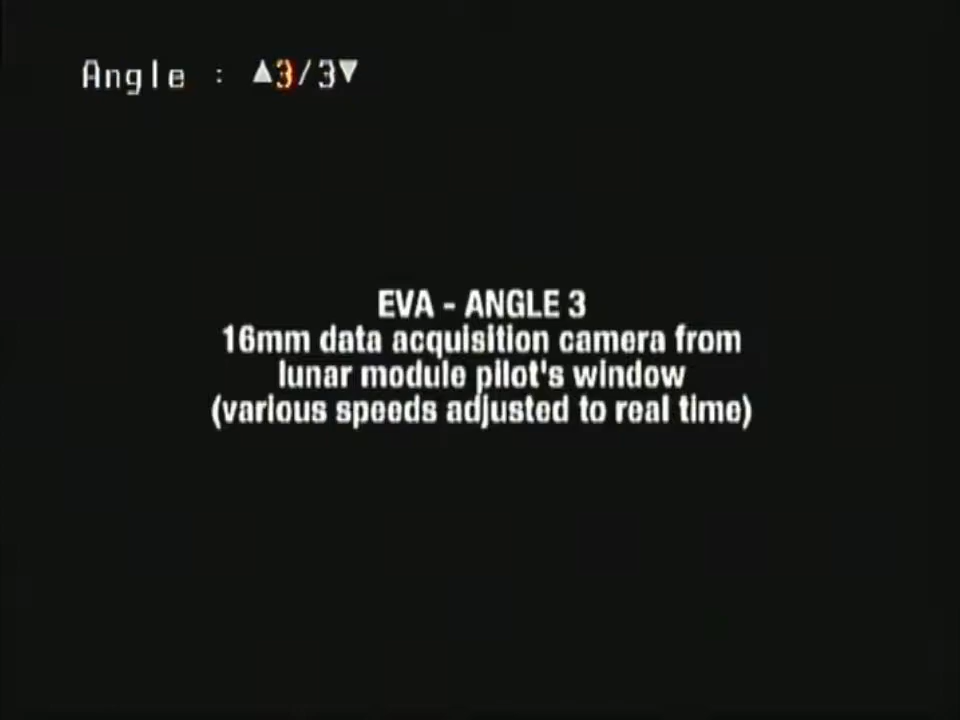 Angle : ▲3/3▼
EVA - ANGLE 3
16mm data acquisition camera from
lunar module pilot's window
(various speeds adjusted to real time)